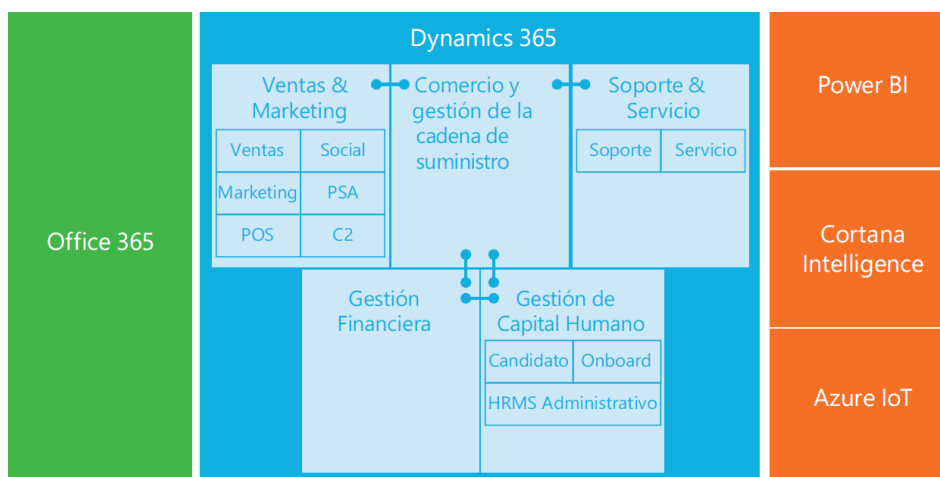 Office 365
Dynamics 365
Ventas &
Marketing
Ventas
Social
Marketing
PSA
POS
C2
Comercio y
gestión de la
cadena de
suministro
Soporte &
Servicio
Soporte
Servicio
Gestión
Financiera
Gestión de
Capital Humano
Candidato
Onboard
HRMS Administrativo
Power BI
Cortana
Intelligence
Azure IoT